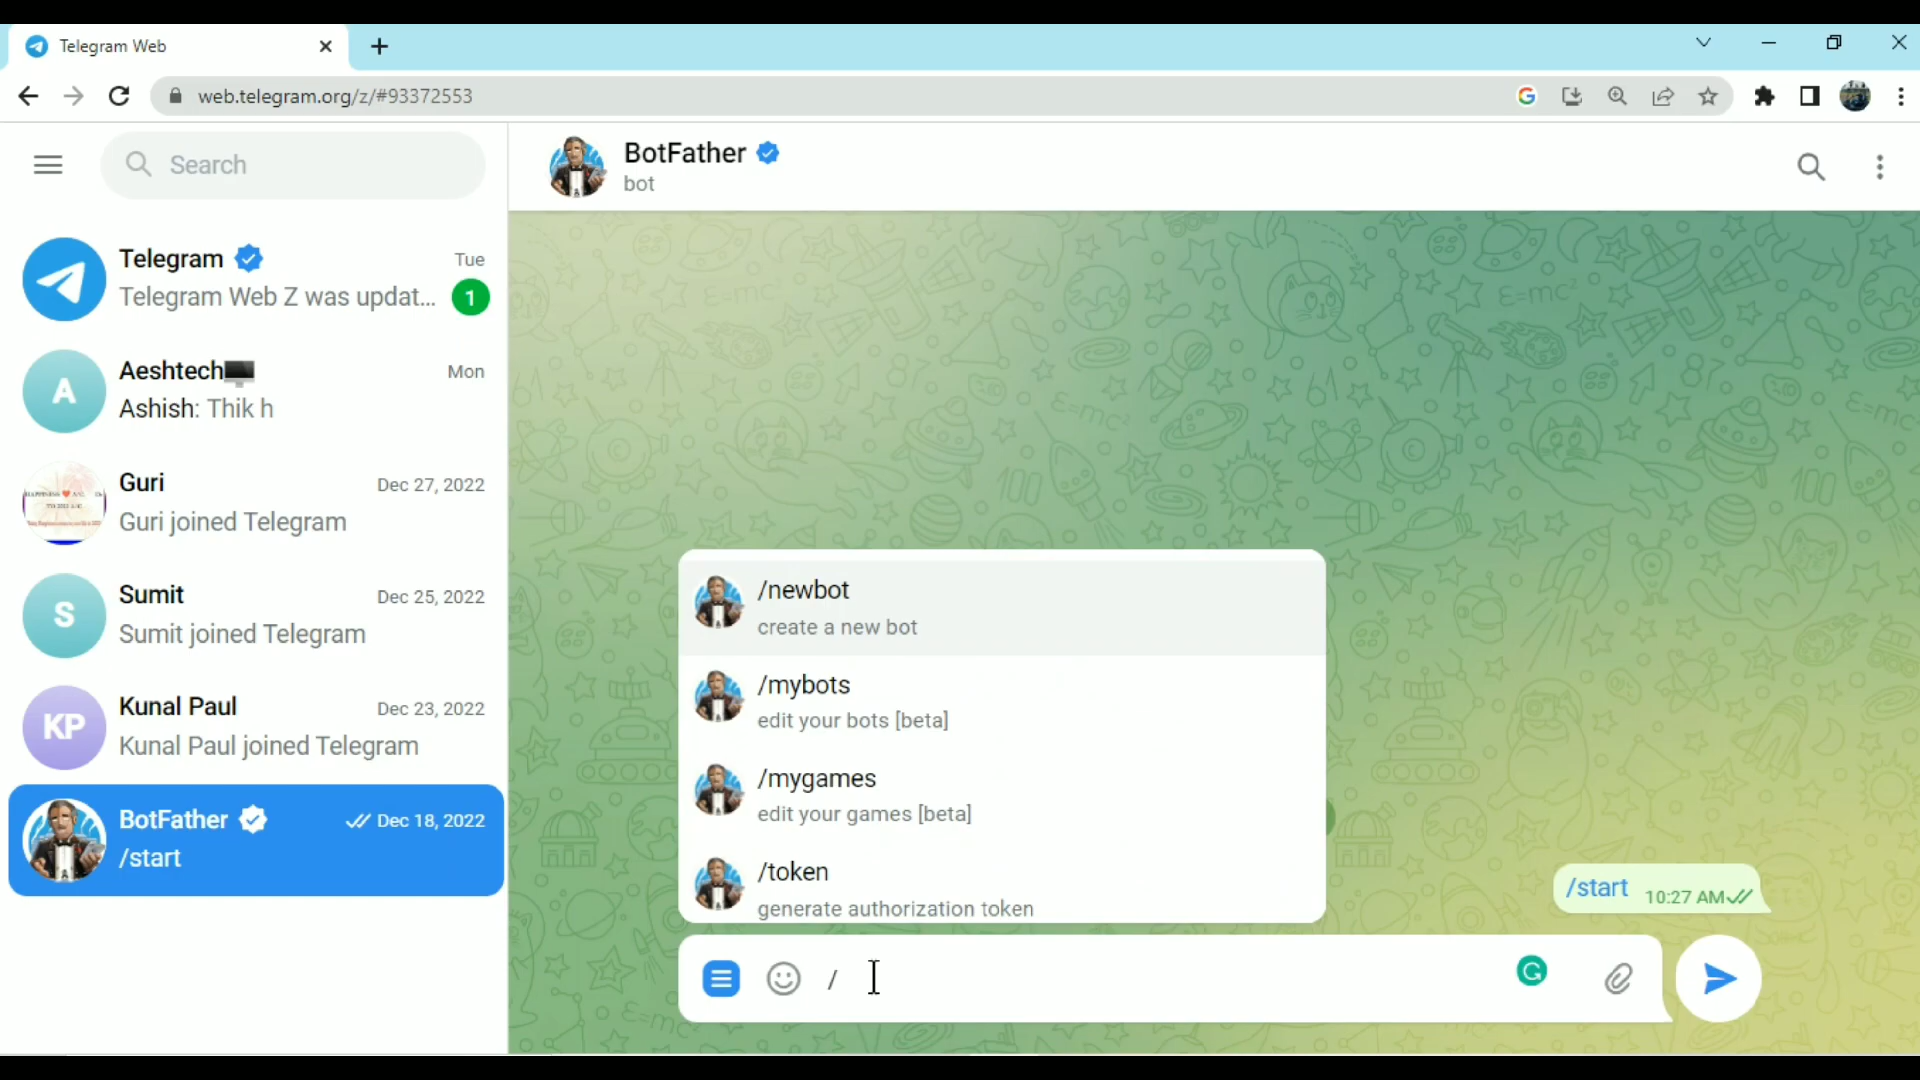 Telegram Web
web.telegram.org/z/#93372553
Search
Telegram
Tue
Telegram Web Z was updat...
1
A
Aeshtech
Mon
Ashish: Thik h
Guri
Dec 27, 2022
Guri joined Telegram
S
Sumit
Dec 25, 2022
Sumit joined Telegram
KP
Kunal Paul
Dec 23, 2022
Kunal Paul joined Telegram
BotFather
Dec 18, 2022
/start
BotFather
bot
/newbot
create a new bot
/mybots
edit your bots [beta]
/mygames
edit your games [beta]
/token
generate authorization token
/start 10:27 AM
/